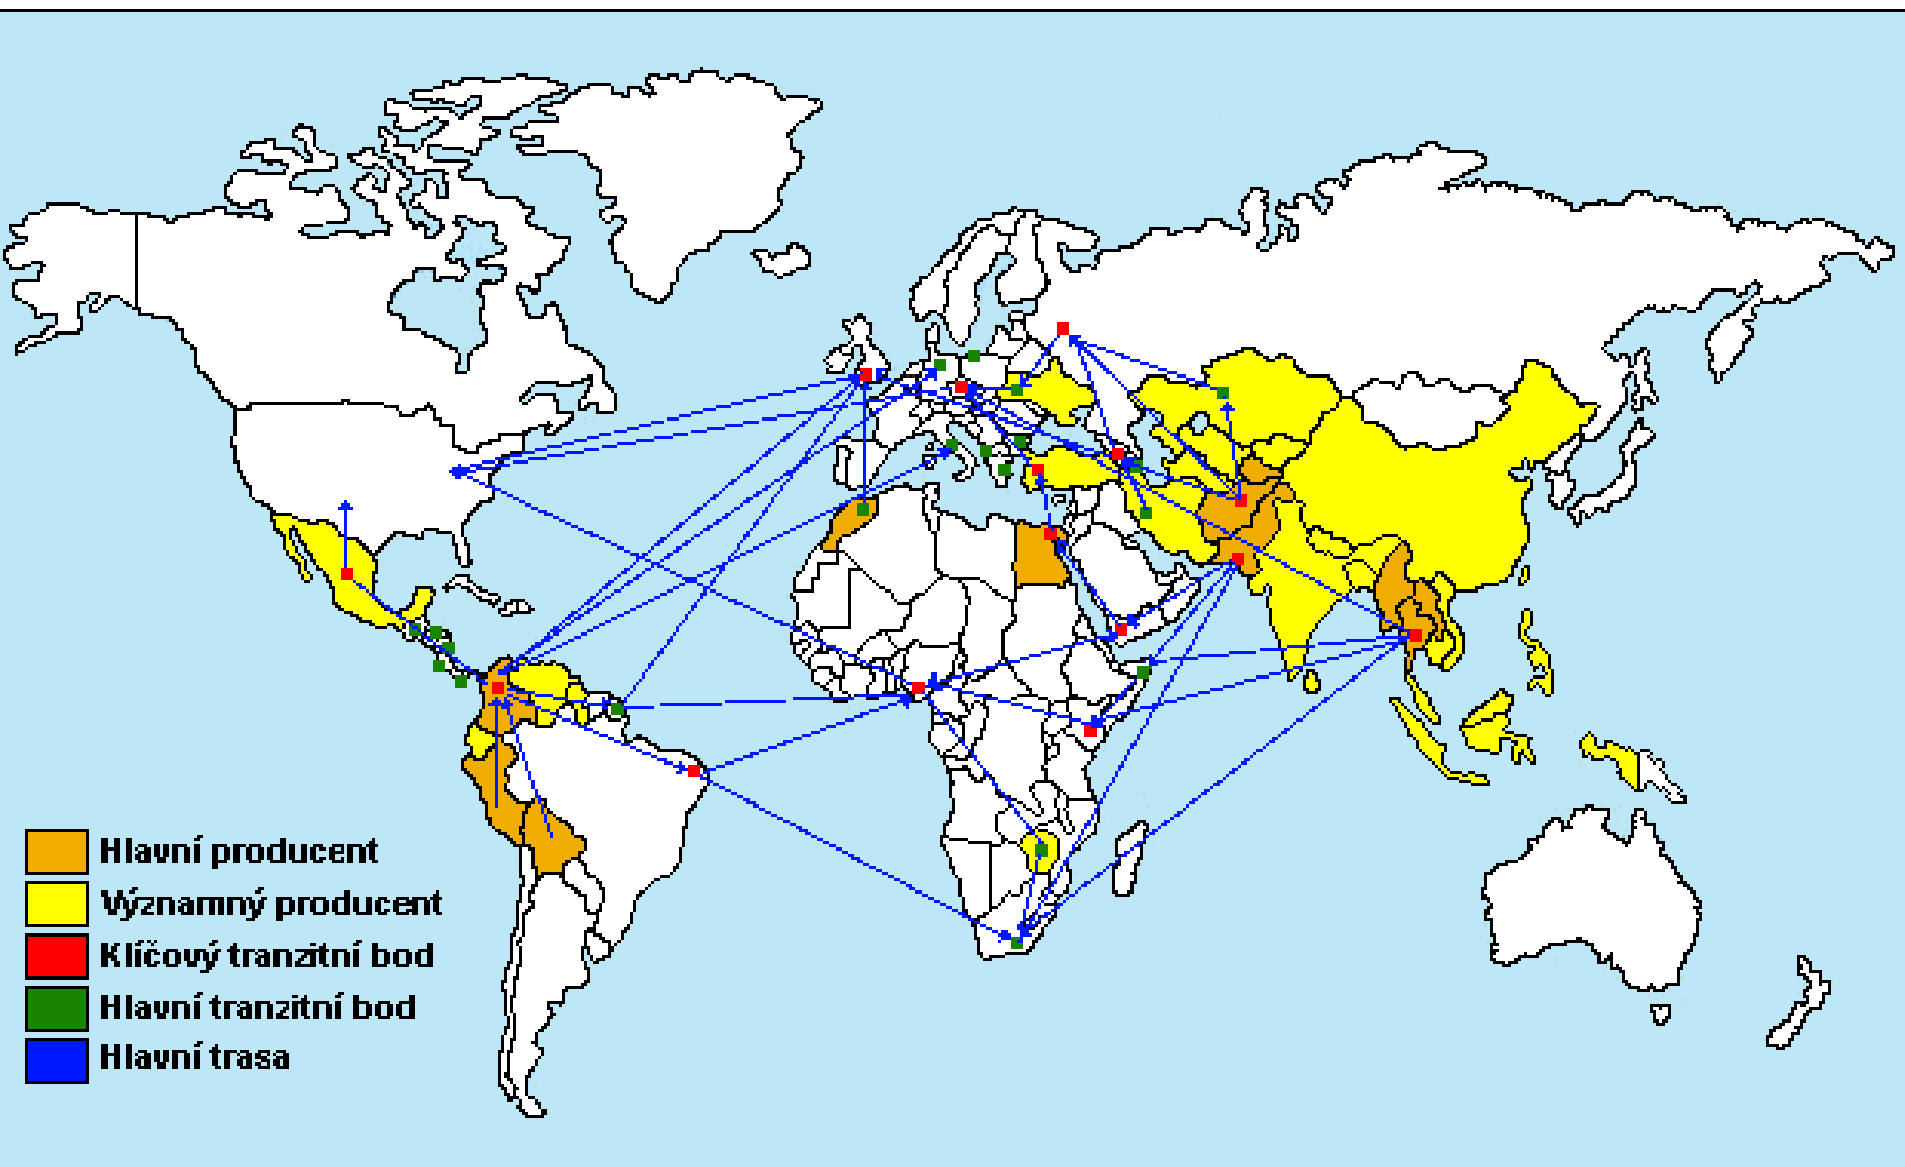 Hlavní producent
Významný producent
Klíčový tranzitní bod
Hlavní tranzitní bod
Hlavní trasa